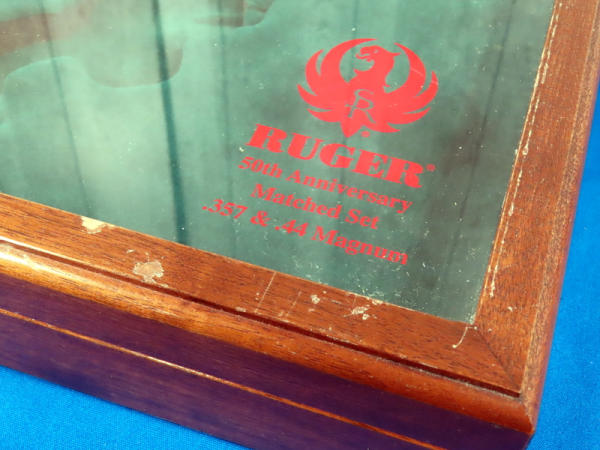 RUGER®
50th Anniversary
Matched Set
.357 & .44 Magnum